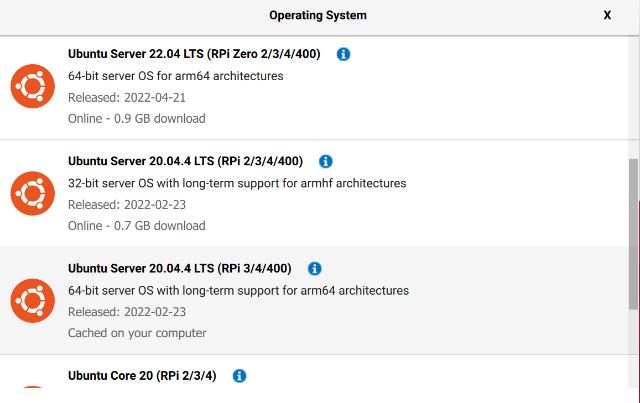 Operating System X
Ubuntu Server 22.04 LTS (RPi Zero 2/3/4/400) i
64-bit server OS for arm64 architectures
Released: 2022-04-21
Online - 0.9 GB download
Ubuntu Server 20.04.4 LTS (RPi 2/3/4/400) i
32-bit server OS with long-term support for armhf architectures
Released: 2022-02-23
Online - 0.7 GB download
Ubuntu Server 20.04.4 LTS (RPi 3/4/400) i
64-bit server OS with long-term support for arm64 architectures
Released: 2022-02-23
Cached on your computer
Ubuntu Core 20 (RPi 2/3/4) i